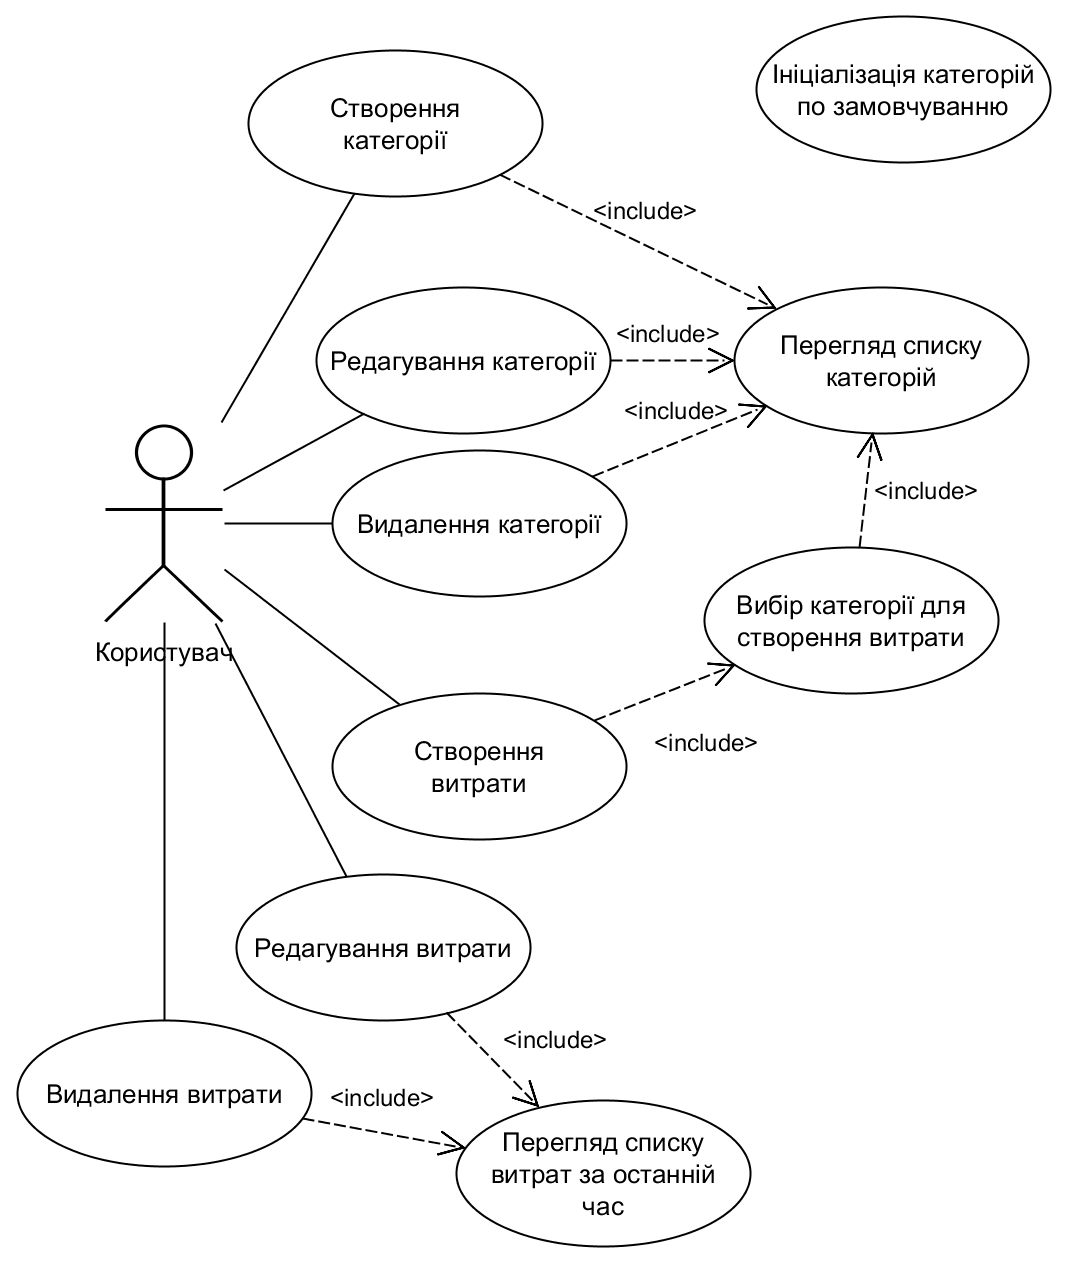 Ініціалізація категорій
по замовчуванню
Створення
категорії
<include>
Перегляд списку
категорій
<include>
Редагування категорії
<include>
Видалення категорії
<include>
Вибір категорії для
створення витрати
Користувач
<include>
Створення
витрати
Редагування витрати
<include>
Видалення витрати
<include>
Перегляд списку
витрат за останній
час